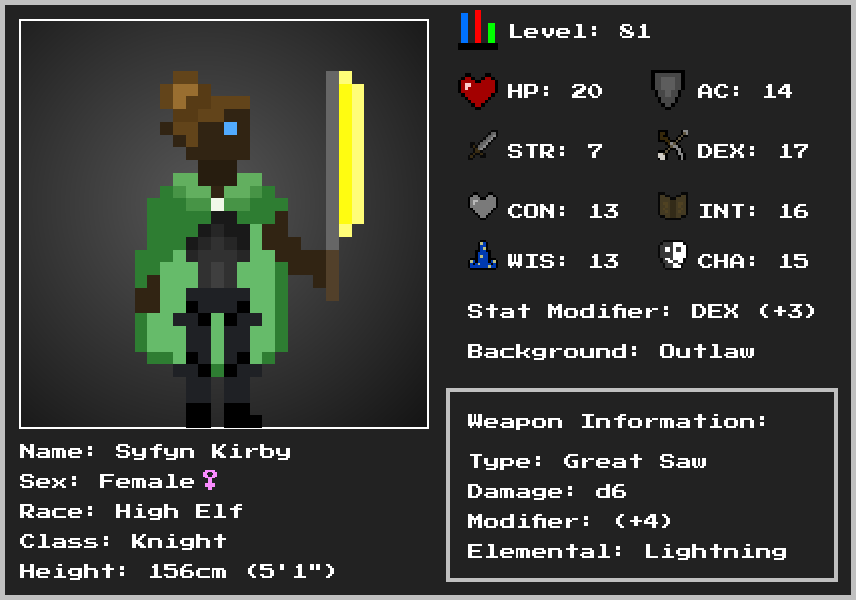 Level: 81
HP: 20 AC: 14
STR: 7 DEX: 17
CON: 13 INT: 16
WIS: 13 CHA: 15
Stat Modifier: DEX (+3)
Background: Outlaw
Weapon Information:
Type: Great Saw
Damage: d6
Modifier: (+4)
Elemental: Lightning
Name: Syfyn Kirby
Sex: Female♀
Race: High Elf
Class: Knight
Height: 156cm (5'1")